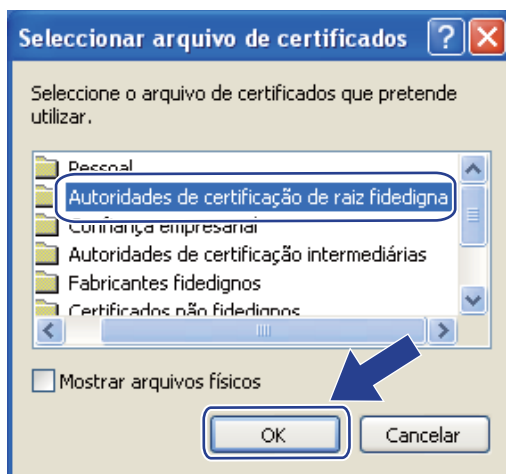 Seleccionar arquivo de certificados
Seleccione o arquivo de certificados que pretende
utilizar.
Pessoal
Autoridades de certificação de raiz fidedigna
Confiança empresarial
Autoridades de certificação intermediárias
Fabricantes fidedignos
Certificados não fidedignos
Mostrar arquivos físicos
OK
Cancelar